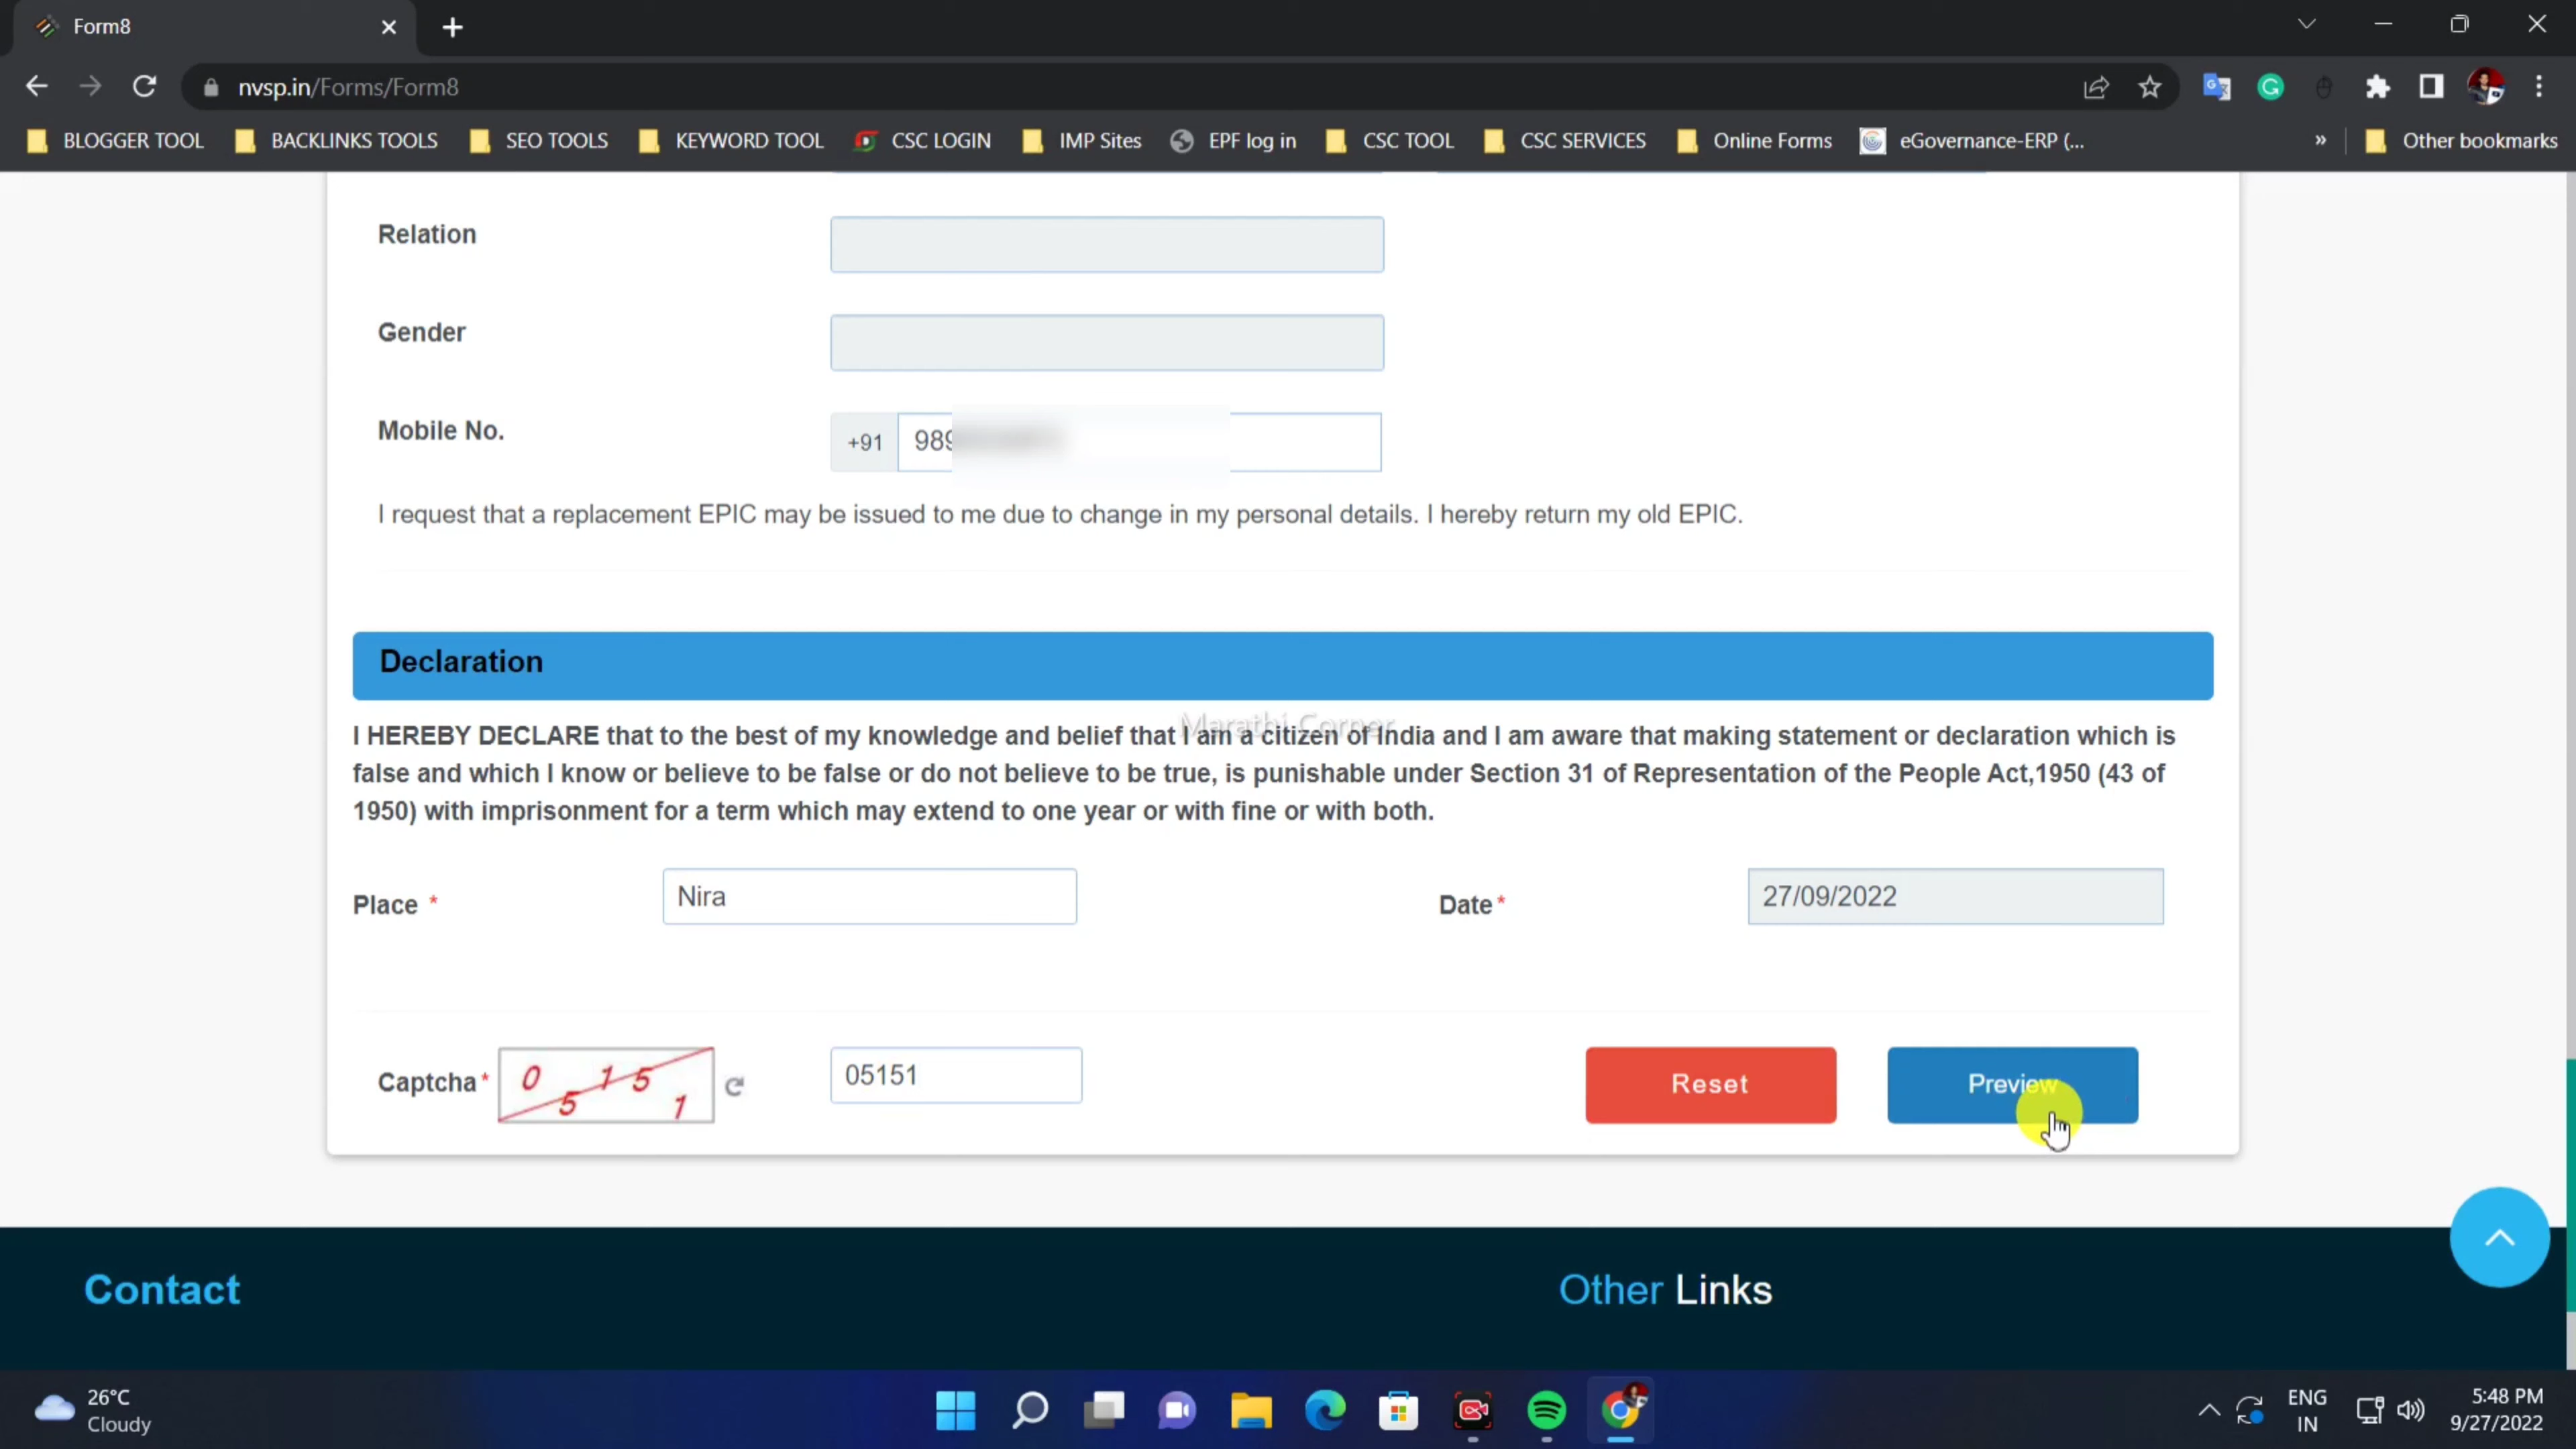 Form8
nvsp.in/Forms/Form8
BLOGGER TOOL BACKLINKS TOOLS SEO TOOLS KEYWORD TOOL CSC LOGIN IMP Sites EPF log in CSC TOOL CSC SERVICES Online Forms eGovernance-ERP (... » Other bookmarks
Relation
Gender
Mobile No. +91 989
I request that a replacement EPIC may be issued to me due to change in my personal details. I hereby return my old EPIC.
Declaration
Marathi Corner
I HEREBY DECLARE that to the best of my knowledge and belief that I am a citizen of India and I am aware that making statement or declaration which is
false and which I know or believe to be false or do not believe to be true, is punishable under Section 31 of Representation of the People Act,1950 (43 of
1950) with imprisonment for a term which may extend to one year or with fine or with both.
Place * Nira Date* 27/09/2022
Captcha* 0 5 1 5 1 05151 Reset Preview
Contact Other Links
26°C
Cloudy
ENG
IN
5:48 PM
9/27/2022